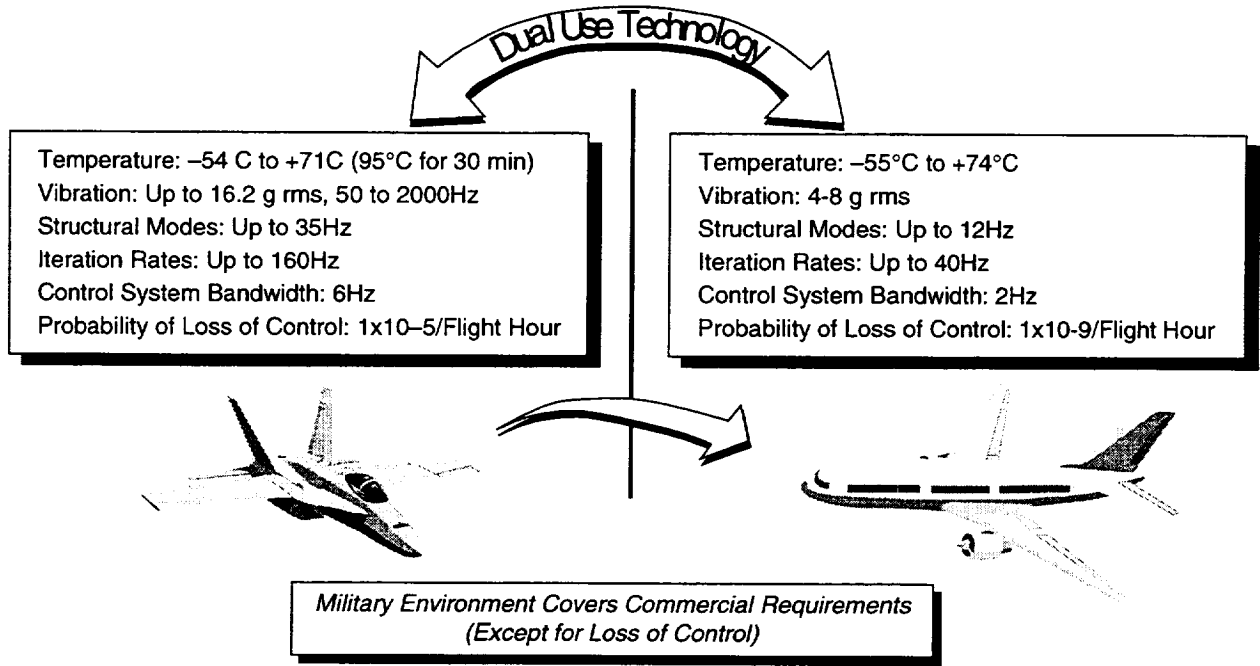 Dual Use Technology
Temperature: –54 C to +71C (95°C for 30 min)
Vibration: Up to 16.2 g rms, 50 to 2000Hz
Structural Modes: Up to 35Hz
Iteration Rates: Up to 160Hz
Control System Bandwidth: 6Hz
Probability of Loss of Control: 1x10–5/Flight Hour
Temperature: –55°C to +74°C
Vibration: 4-8 g rms
Structural Modes: Up to 12Hz
Iteration Rates: Up to 40Hz
Control System Bandwidth: 2Hz
Probability of Loss of Control: 1x10-9/Flight Hour
Military Environment Covers Commercial Requirements
(Except for Loss of Control)